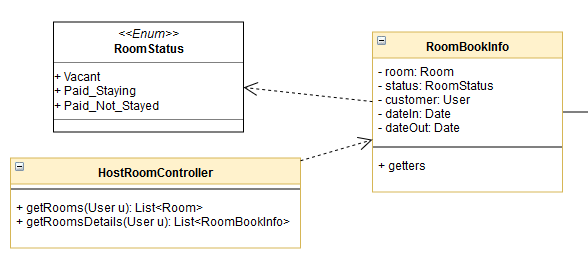 <<Enum>>
RoomStatus
+ Vacant
+ Paid_Staying
+ Paid_Not_Stayed
RoomBookInfo
- room: Room
- status: RoomStatus
- customer: User
- dateIn: Date
- dateOut: Date
+ getters
HostRoomController
+ getRooms(User u): List<Room>
+ getRoomsDetails(User u): List<RoomBookInfo>